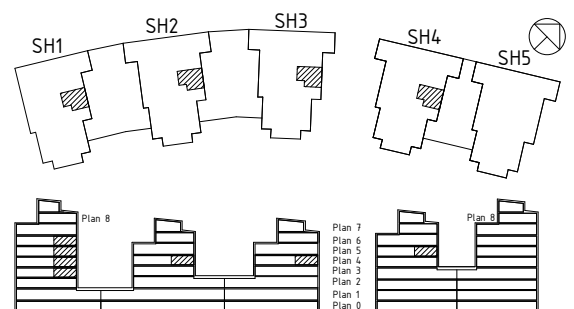 SH1
SH2
SH3
SH4
SH5
Plan 8
Plan 7
Plan 6
Plan 5
Plan 4
Plan 3
Plan 2
Plan 1
Plan 0
Plan 8